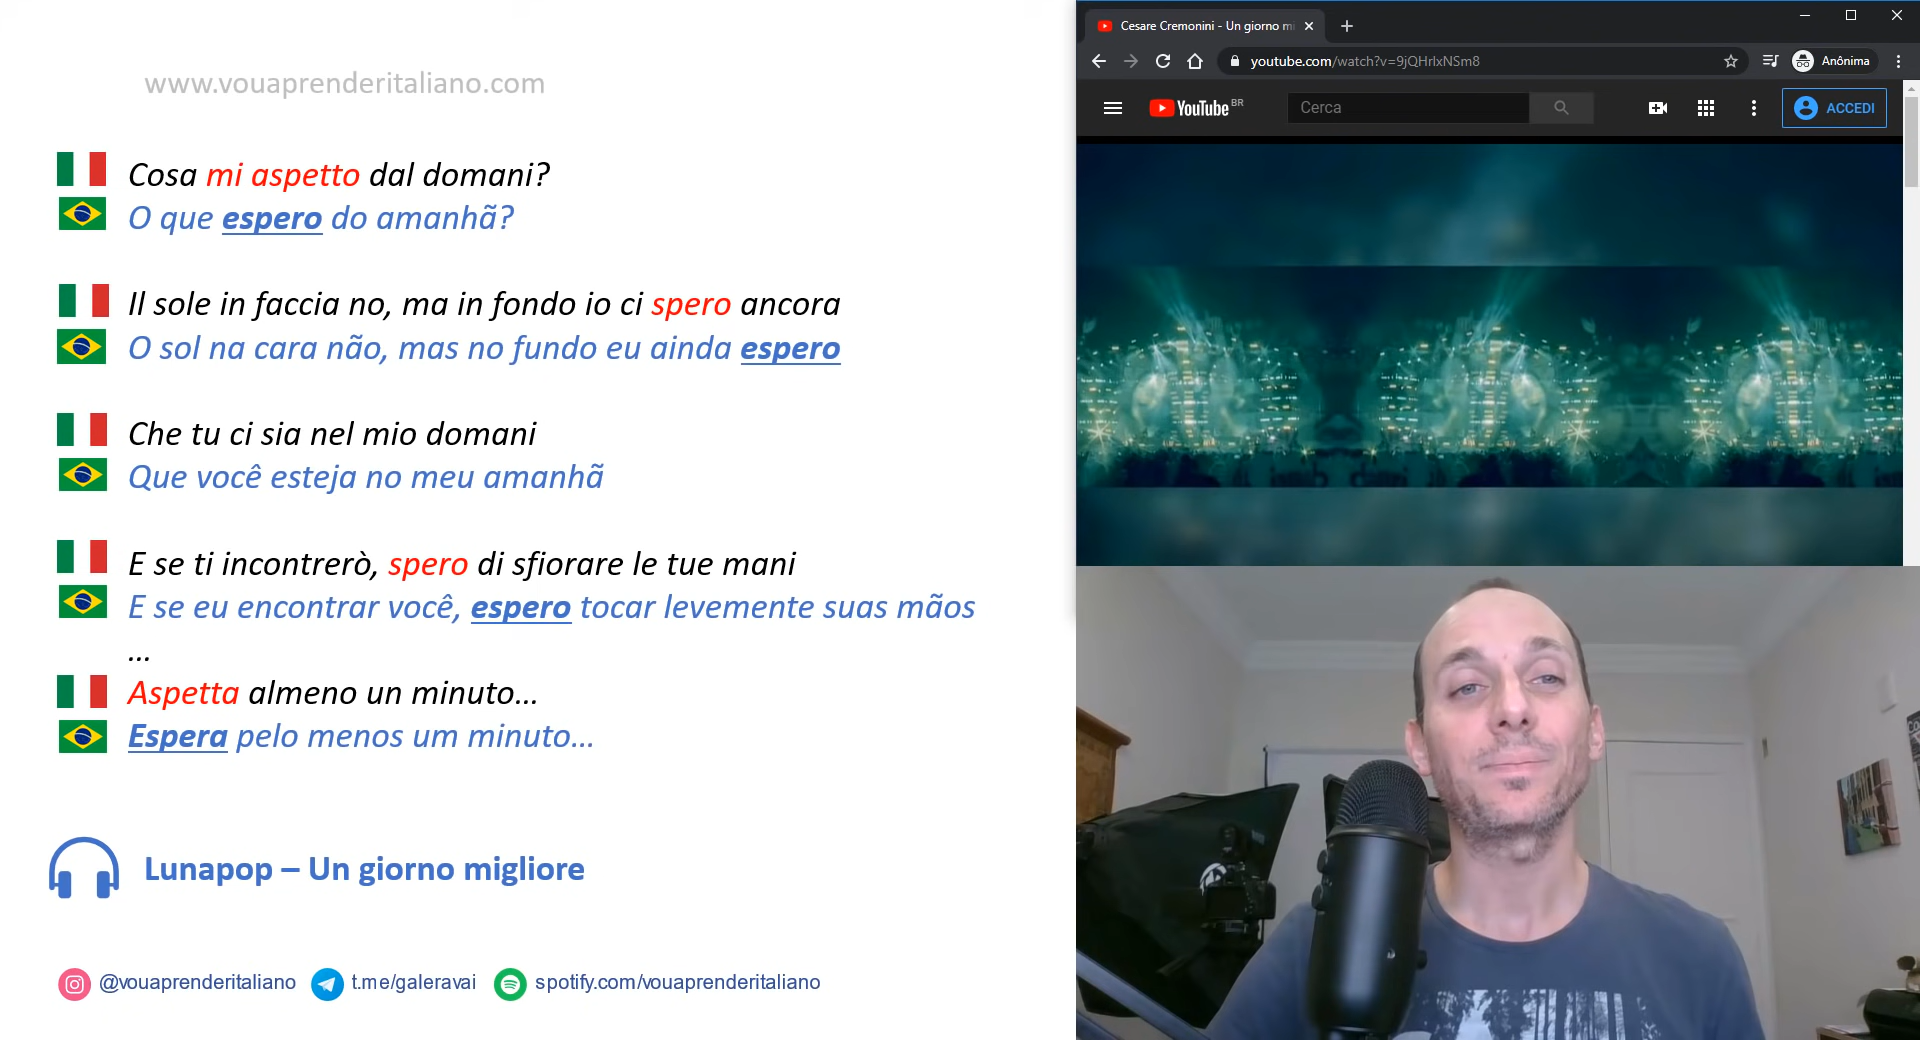 www.vouaprenderitaliano.com
Cosa mi aspetto dal domani?
O que espero do amanhã?
Il sole in faccia no, ma in fondo io ci spero ancora
O sol na cara não, mas no fundo eu ainda espero
Che tu ci sia nel mio domani
Que você esteja no meu amanhã
E se ti incontrerò, spero di sfiorare le tue mani
E se eu encontrar você, espero tocar levemente suas mãos
...
Aspetta almeno un minuto...
Espera pelo menos um minuto...
Lunapop – Un giorno migliore
@vouaprenderitaliano t.me/galeravai spotify.com/vouaprenderitaliano
Cesare Cremonini - Un giorno mi
youtube.com/watch?v=9jQHrlxNSm8
Anônima
YouTube BR
Cerca
ACCEDI